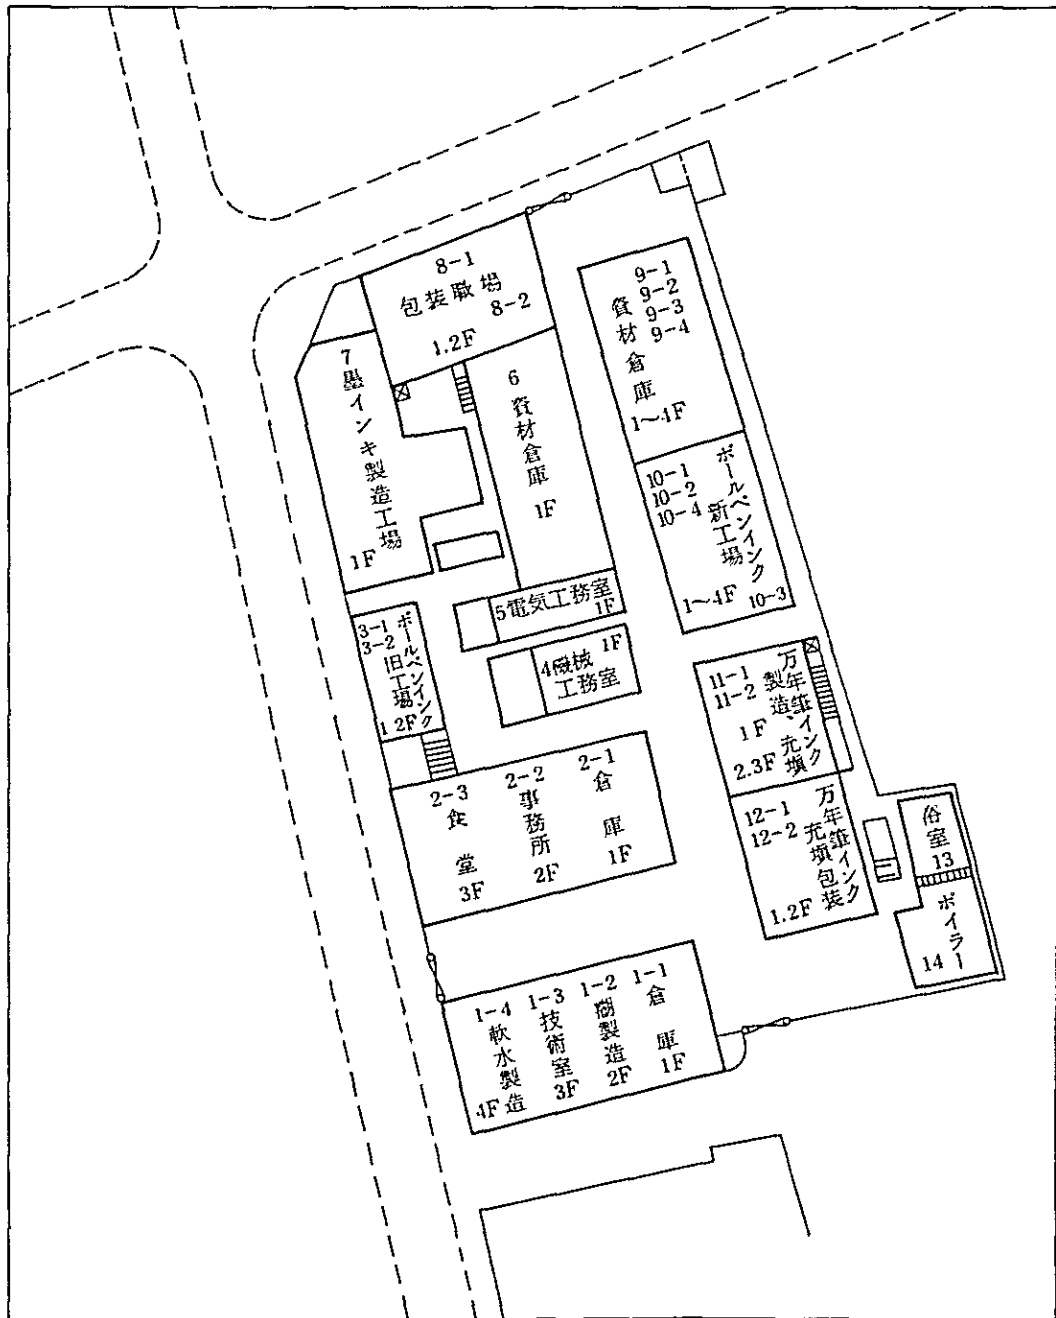 8-1
包装職場
8-2
1.2F
7
墨インキ製造工場
1F
6
資材倉庫
1F
9-1
9-2
9-3
9-4
資材倉庫
1〜4F
10-1
10-2
10-4
ボールペンインク
新工場
1〜4F
10-3
5電気工務室
1F
4機械
工務室
1F
3-1
3-2
ボールペンインク
旧工場
1 2F
11-1
11-2
万年筆インク
製造、充填
1F
2.3F
2-3
食堂
3F
2-2
事務所
2F
2-1
倉庫
1F
12-1
12-2
万年筆インク
充填包装
1.2F
浴室
13
ボイラー
14
1-4
軟水製造
4F
1-3
技術室
3F
1-2
製造
2F
1-1
倉庫
1F